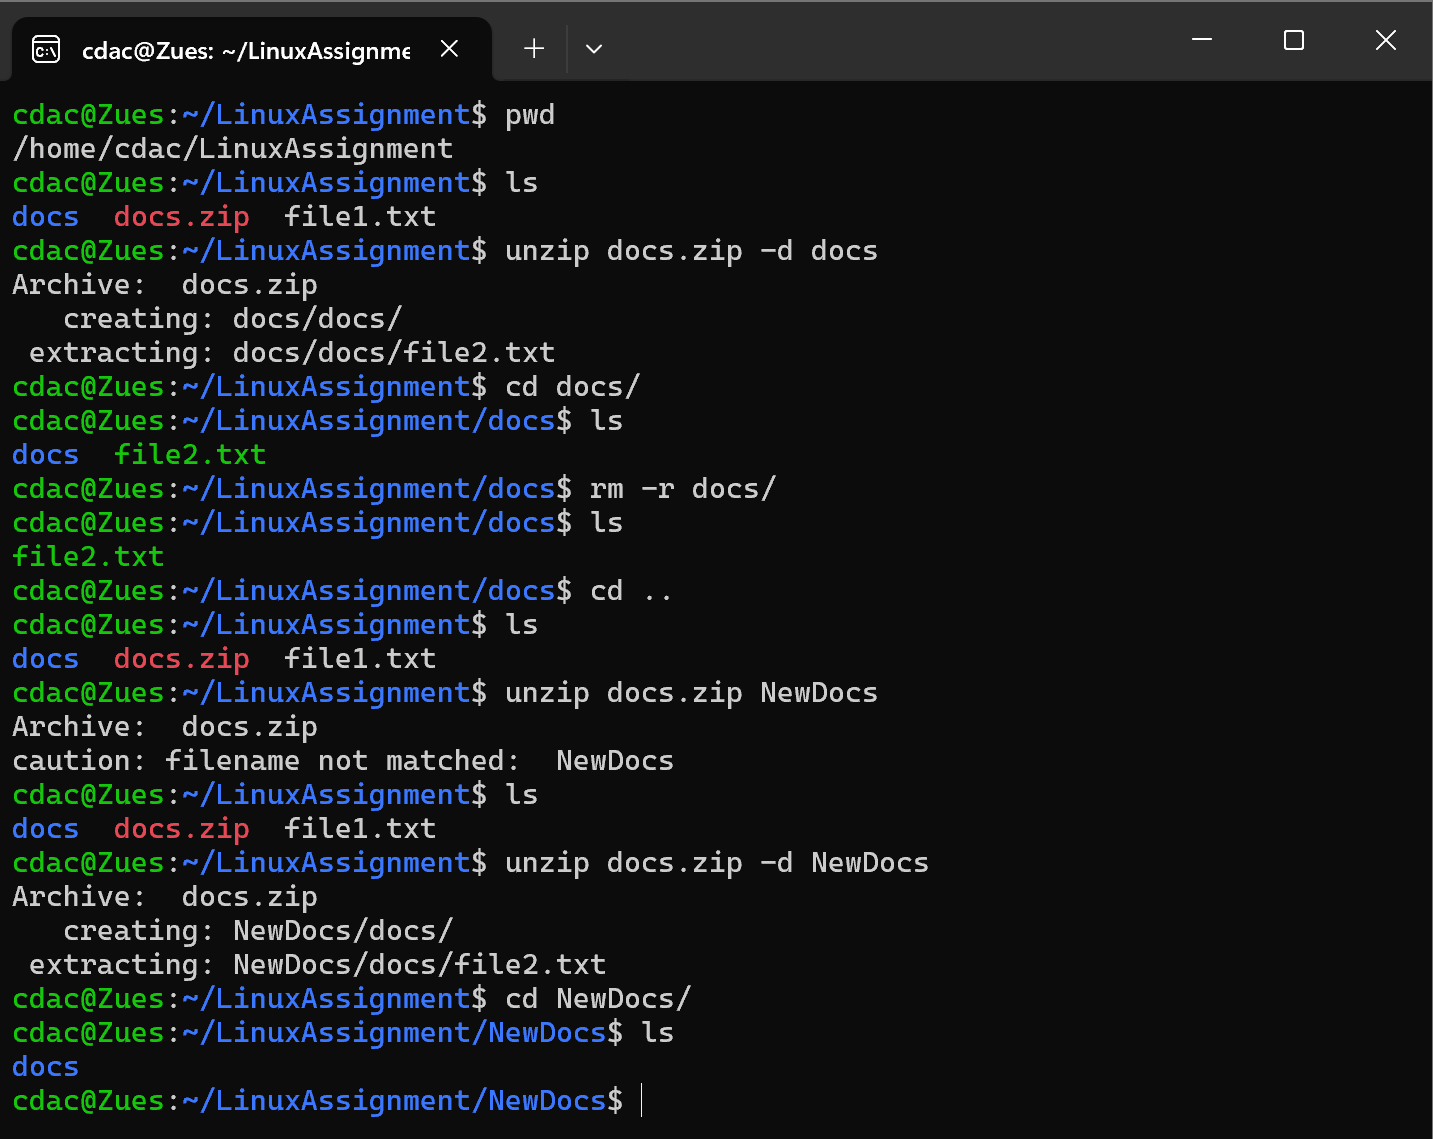 cdac@Zues: ~/LinuxAssignme
cdac@Zues:~/LinuxAssignment$ pwd
/home/cdac/LinuxAssignment
cdac@Zues:~/LinuxAssignment$ ls
docs  docs.zip  file1.txt
cdac@Zues:~/LinuxAssignment$ unzip docs.zip -d docs
Archive:  docs.zip
   creating: docs/docs/
 extracting: docs/docs/file2.txt
cdac@Zues:~/LinuxAssignment$ cd docs/
cdac@Zues:~/LinuxAssignment/docs$ ls
docs  file2.txt
cdac@Zues:~/LinuxAssignment/docs$ rm -r docs/
cdac@Zues:~/LinuxAssignment/docs$ ls
file2.txt
cdac@Zues:~/LinuxAssignment/docs$ cd ..
cdac@Zues:~/LinuxAssignment$ ls
docs  docs.zip  file1.txt
cdac@Zues:~/LinuxAssignment$ unzip docs.zip NewDocs
Archive:  docs.zip
caution: filename not matched:  NewDocs
cdac@Zues:~/LinuxAssignment$ ls
docs  docs.zip  file1.txt
cdac@Zues:~/LinuxAssignment$ unzip docs.zip -d NewDocs
Archive:  docs.zip
   creating: NewDocs/docs/
 extracting: NewDocs/docs/file2.txt
cdac@Zues:~/LinuxAssignment$ cd NewDocs/
cdac@Zues:~/LinuxAssignment/NewDocs$ ls
docs
cdac@Zues:~/LinuxAssignment/NewDocs$